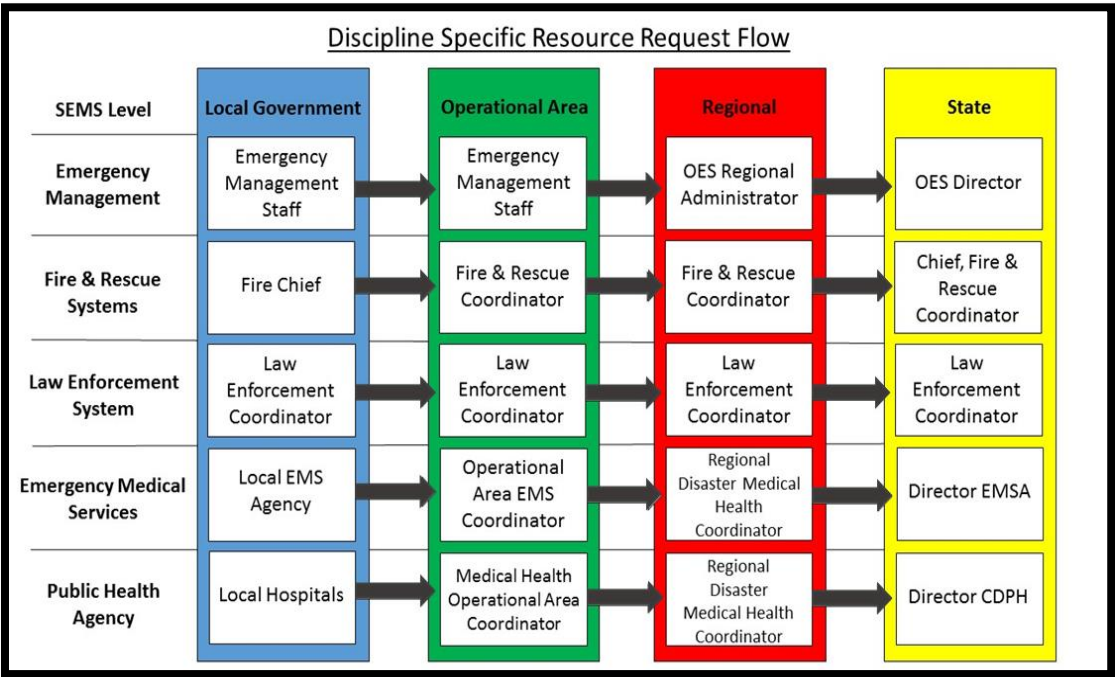 Discipline Specific Resource Request Flow
SEMS Level
Local Government
Operational Area
Regional
State
Emergency
Management
Emergency
Management
Staff
Emergency
Management
Staff
OES Regional
Administrator
OES Director
Fire & Rescue
Systems
Fire Chief
Fire & Rescue
Coordinator
Fire & Rescue
Coordinator
Chief, Fire &
Rescue
Coordinator
Law Enforcement
System
Law
Enforcement
Coordinator
Law
Enforcement
Coordinator
Law
Enforcement
Coordinator
Law
Enforcement
Coordinator
Emergency Medical
Services
Local EMS
Agency
Operational
Area EMS
Coordinator
Regional
Disaster Medical
Health
Coordinator
Director EMSA
Public Health
Agency
Local Hospitals
Medical Health
Operational Area
Coordinator
Regional
Disaster
Medical Health
Coordinator
Director CDPH